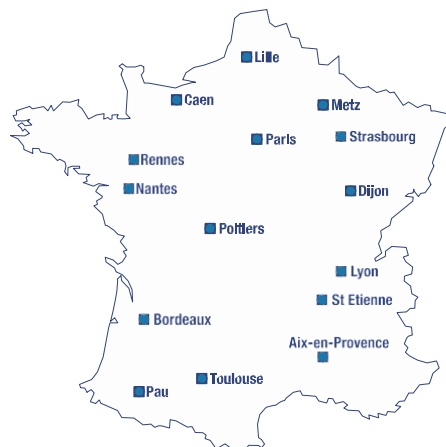 Lille
Caen
Metz
Paris
Strasbourg
Rennes
Nantes
Dijon
Poitiers
Lyon
St Etienne
Bordeaux
Aix-en-Provence
Toulouse
Pau